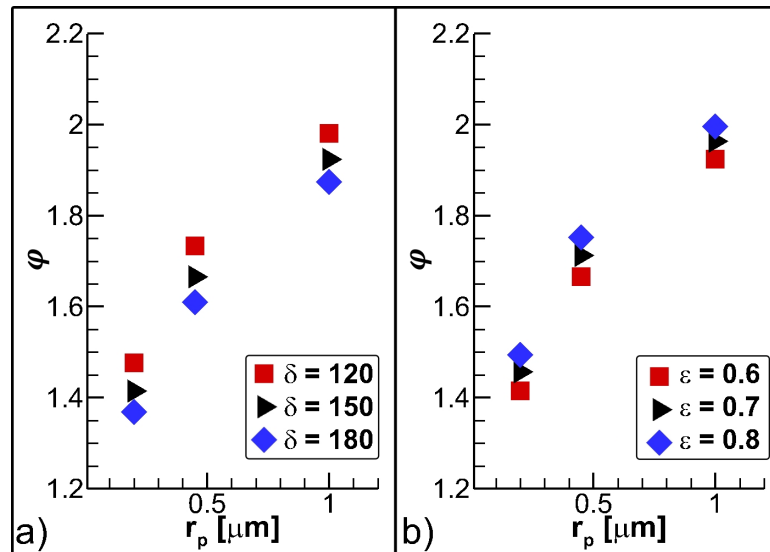 2.2
2
1.8
1.6
1.4
1.2
φ
0.5
1
r_p [μm]
δ = 120
δ = 150
δ = 180
a)
2.2
2
1.8
1.6
1.4
1.2
φ
0.5
1
r_p [μm]
ε = 0.6
ε = 0.7
ε = 0.8
b)